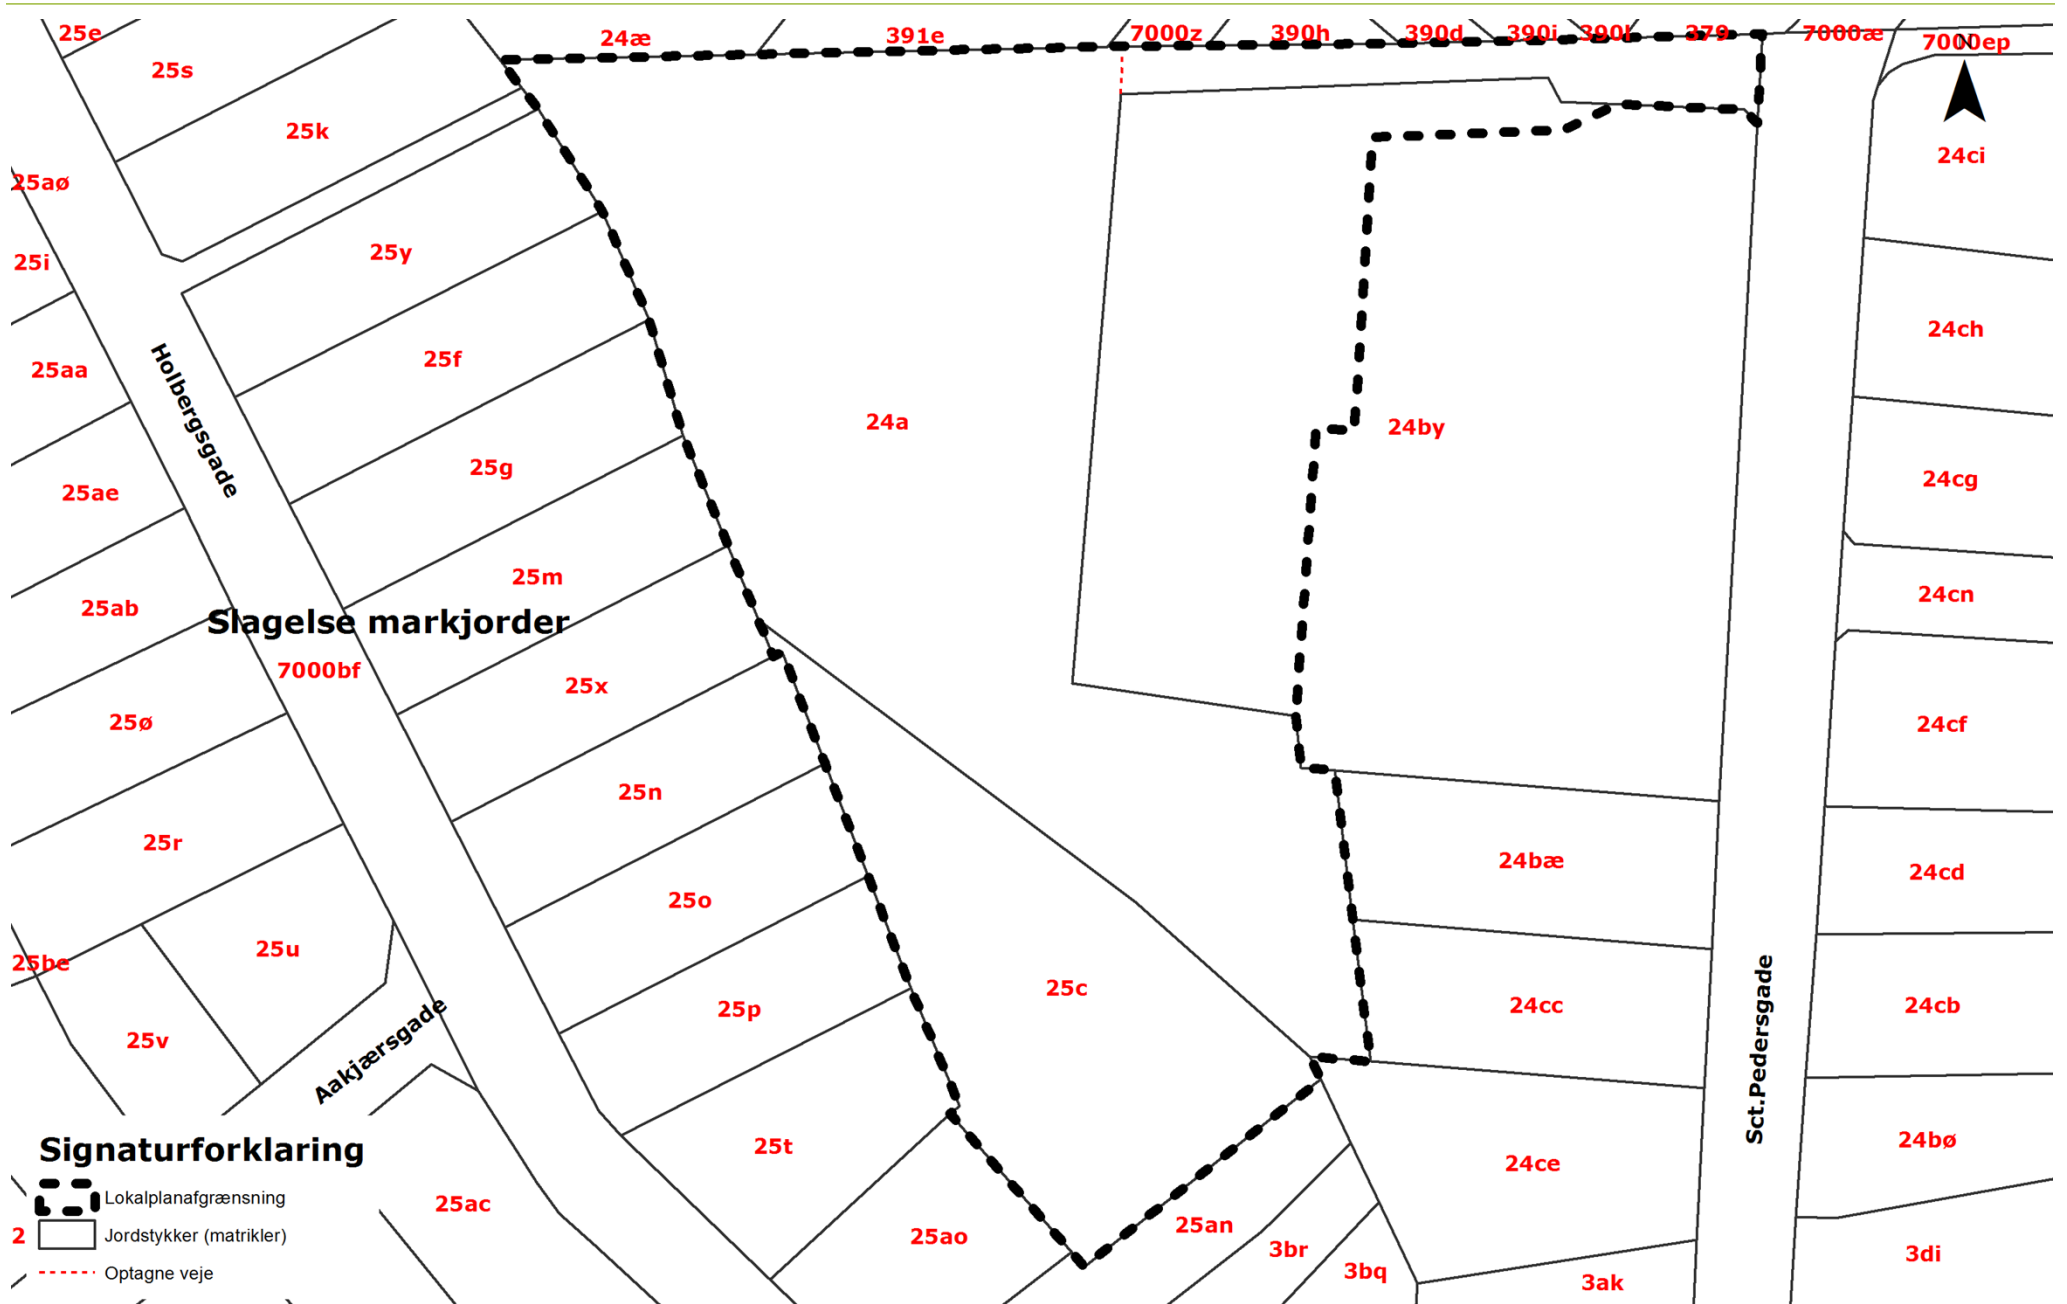 25e
24æ
391e
7000z
390h
390d
390i
379
7000æ
7000ep
N
25s
25k
24ci
25aø
25y
25i
24ch
25f
25aa
Holbergsgade
24a
24by
25g
24cg
25ae
25m
24cn
25ab
Slagelse markjorder
7000bf
25x
25ø
24cf
25n
25r
24bæ
24cd
25o
25u
25be
25c
24cc
24cb
25p
25v
Aakjærsgade
Sct.Pedersgade
24bø
25t
24ce
Signaturforklaring
Lokalplanafgrænsning
Jordstykker (matrikler)
Optagne veje
2
25ac
25ao
25an
3br
3bq
3ak
3di